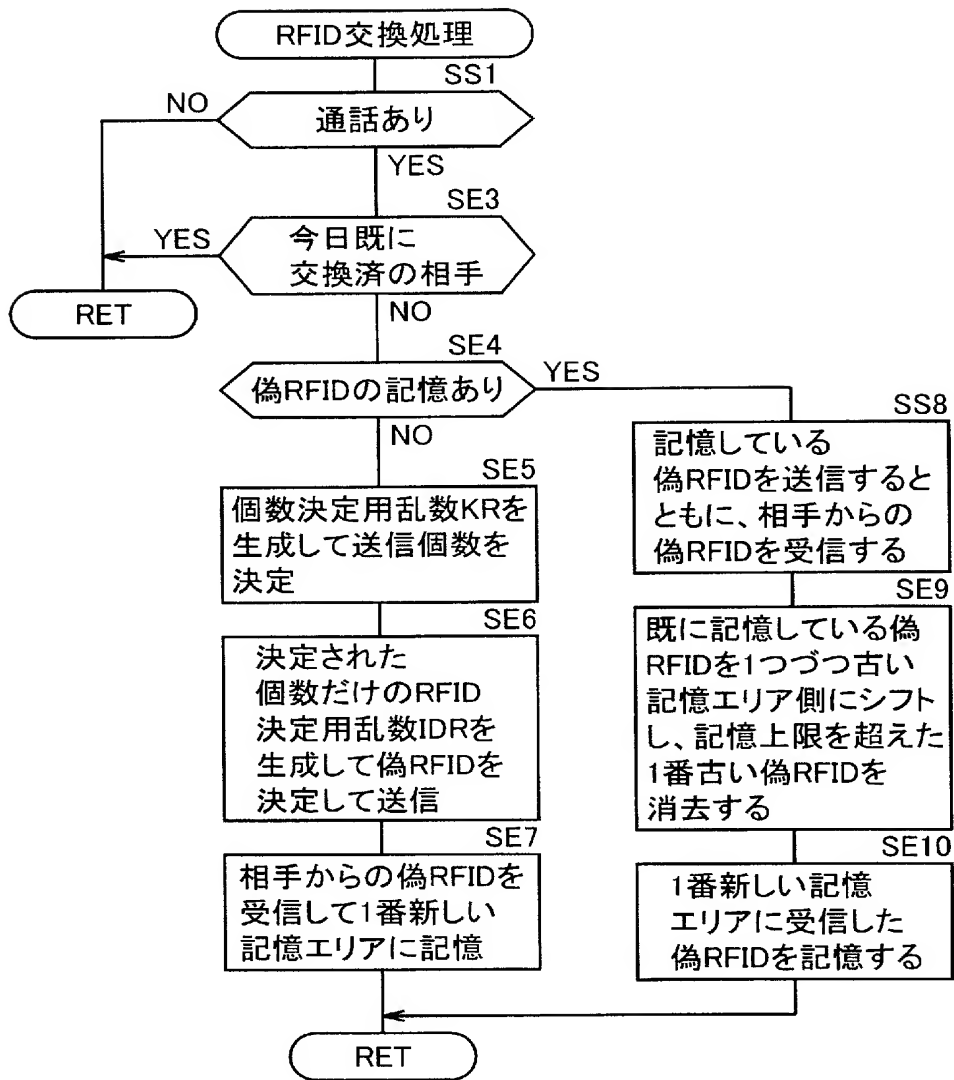 RFID交換処理
SS1
NO
通話あり
YES
SE3
YES
今日既に
交換済の相手
RET
NO
SE4
偽RFIDの記憶あり
YES
NO
SS8
記憶している
偽RFIDを送信すると
ともに、相手からの
偽RFIDを受信する
SE5
個数決定用乱数KRを
生成して送信個数を
決定
SE9
既に記憶している偽
RFIDを1つづつ古い
記憶エリア側にシフト
し、記憶上限を超えた
1番古い偽RFIDを
消去する
SE6
決定された
個数だけのRFID
決定用乱数IDRを
生成して偽RFIDを
決定して送信
SE7
相手からの偽RFIDを
受信して1番新しい
記憶エリアに記憶
SE10
1番新しい記憶
エリアに受信した
偽RFIDを記憶する
RET